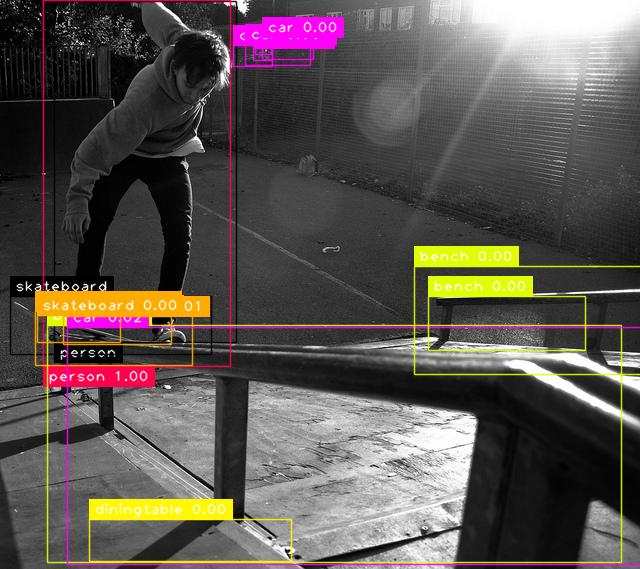 car 0.00
bench 0.00
bench 0.00
skateboard
skateboard 0.00 01
car 0.02
person
person 1.00
diningtable 0.00